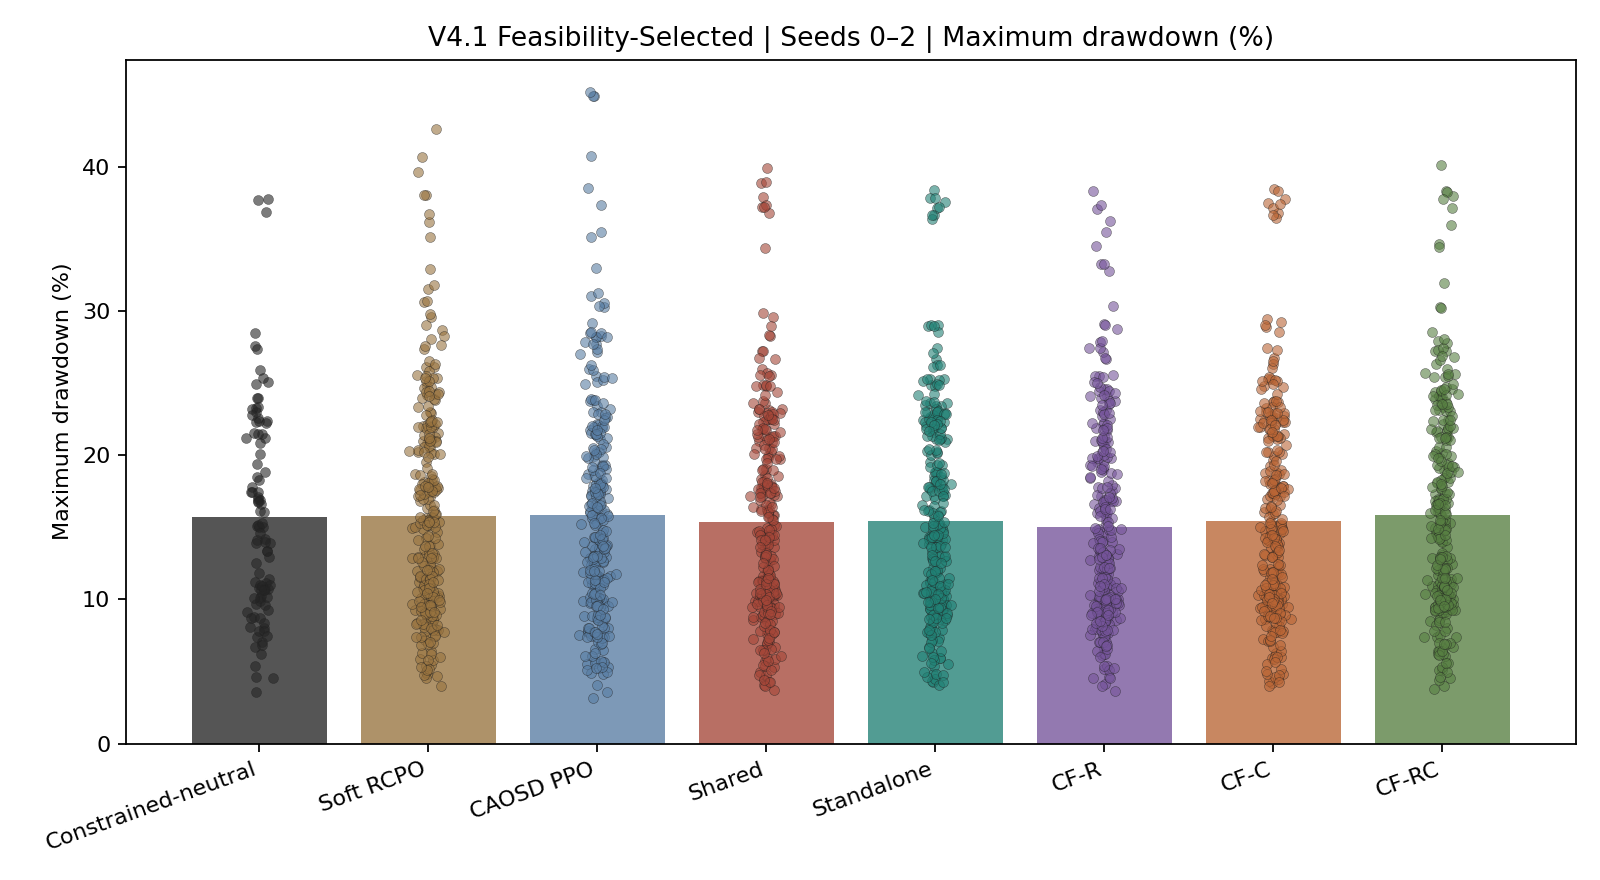 V4.1 Feasibility-Selected | Seeds 0–2 | Maximum drawdown (%)
Maximum drawdown (%)
40
30
20
10
0
Constrained-neutral
Soft RCPO
CAOSD PPO
Shared
Standalone
CF-R
CF-C
CF-RC